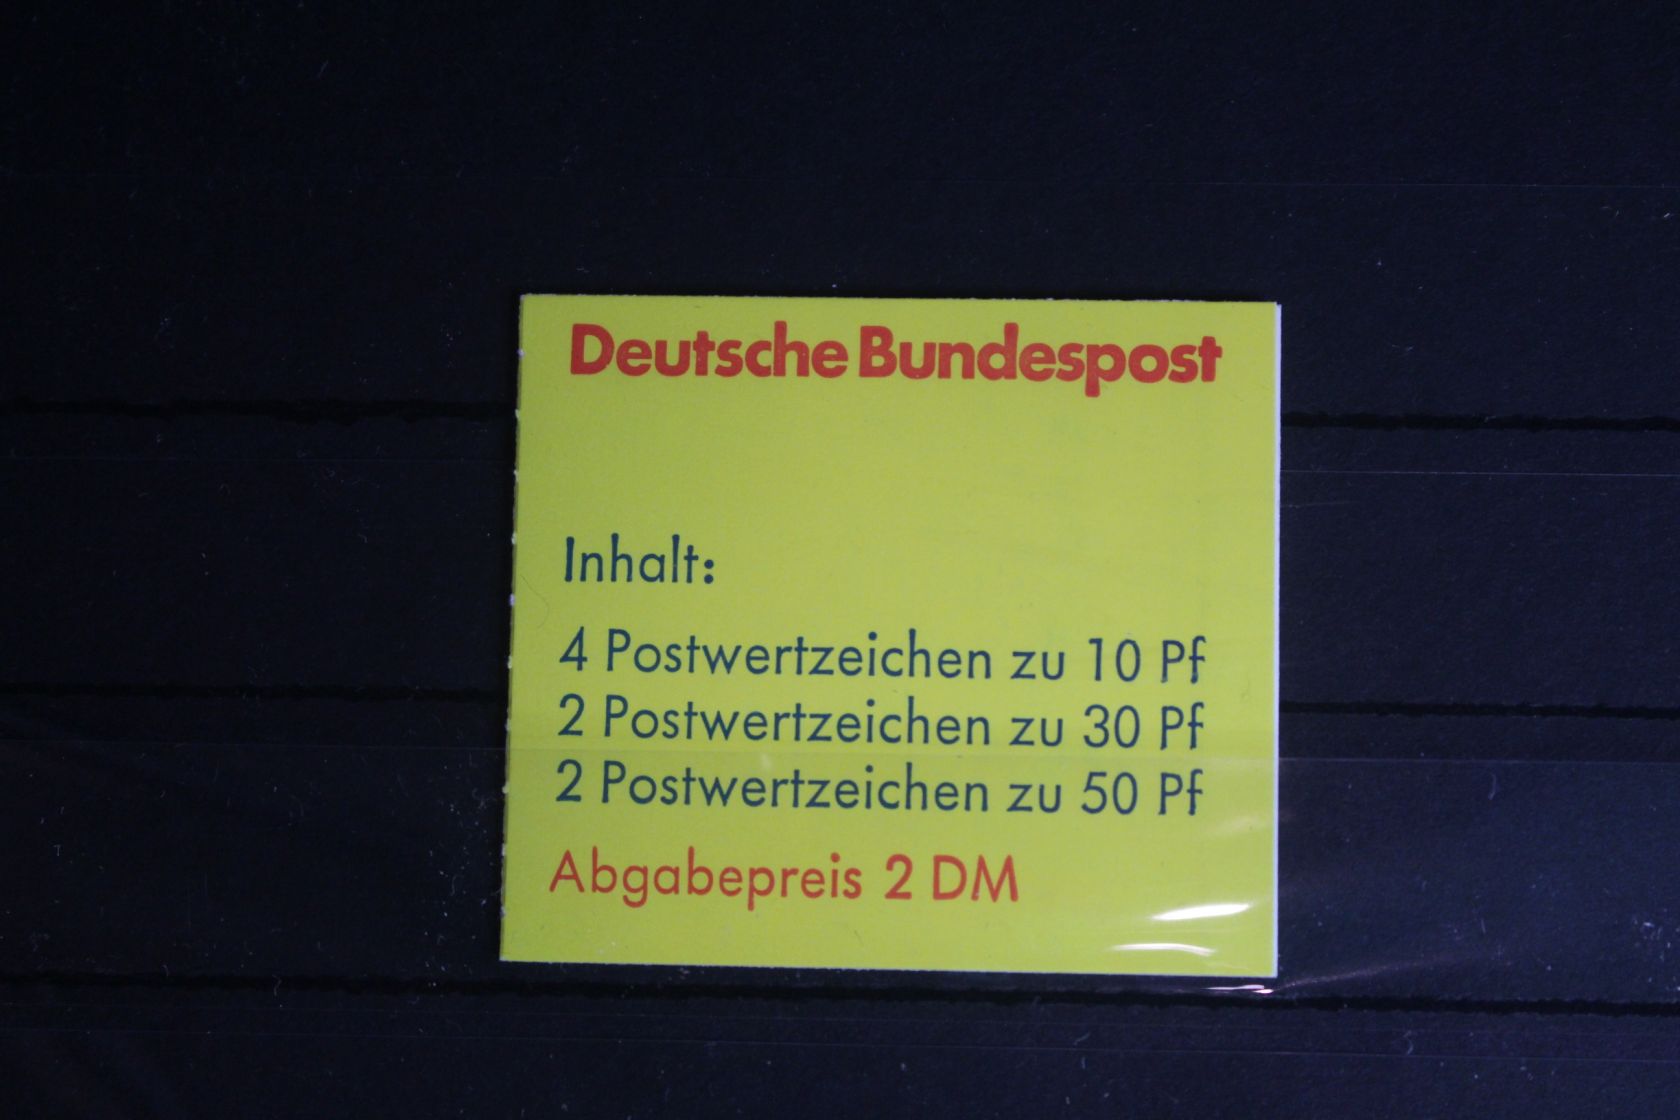 Deutsche Bundespost
Inhalt:
4 Postwertzeichen zu 10 Pf
2 Postwertzeichen zu 30 Pf
2 Postwertzeichen zu 50 Pf
Abgabepreis 2 DM